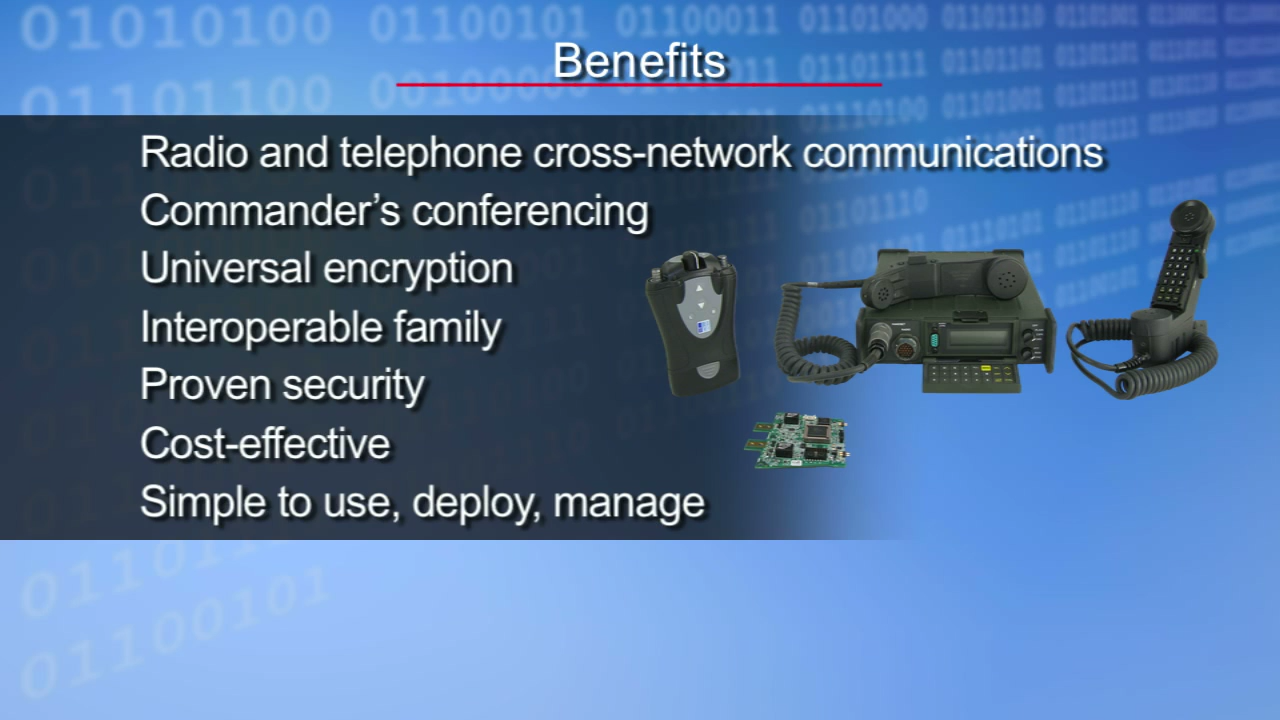 Benefits
Radio and telephone cross-network communications
Commander’s conferencing
Universal encryption
Interoperable family
Proven security
Cost-effective
Simple to use, deploy, manage